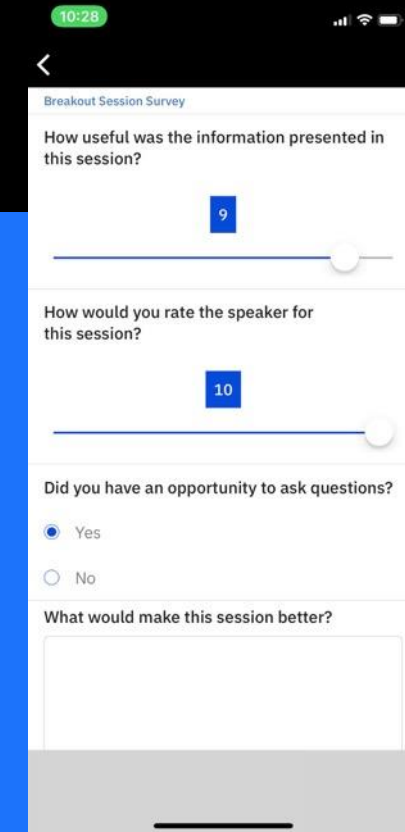 10:28
Breakout Session Survey
How useful was the information presented in
this session?
9
How would you rate the speaker for
this session?
10
Did you have an opportunity to ask questions?
Yes
No
What would make this session better?